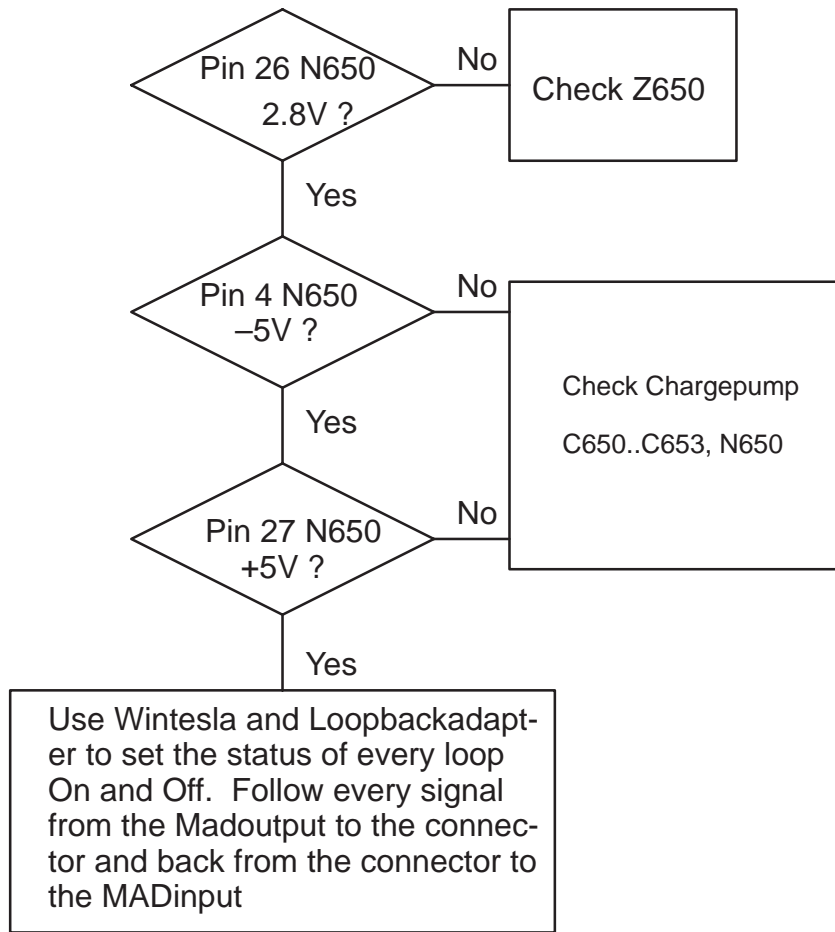 Pin 26 N650
2.8V ?
No
Check Z650
Yes
Pin 4 N650
–5V ?
No
Check Chargepump
C650..C653, N650
Yes
Pin 27 N650
+5V ?
No
Yes
Use Wintesla and Loopbackadapt-
er to set the status of every loop
On and Off.  Follow every signal
from the Madoutput to the connec-
tor and back from the connector to
the MADinput